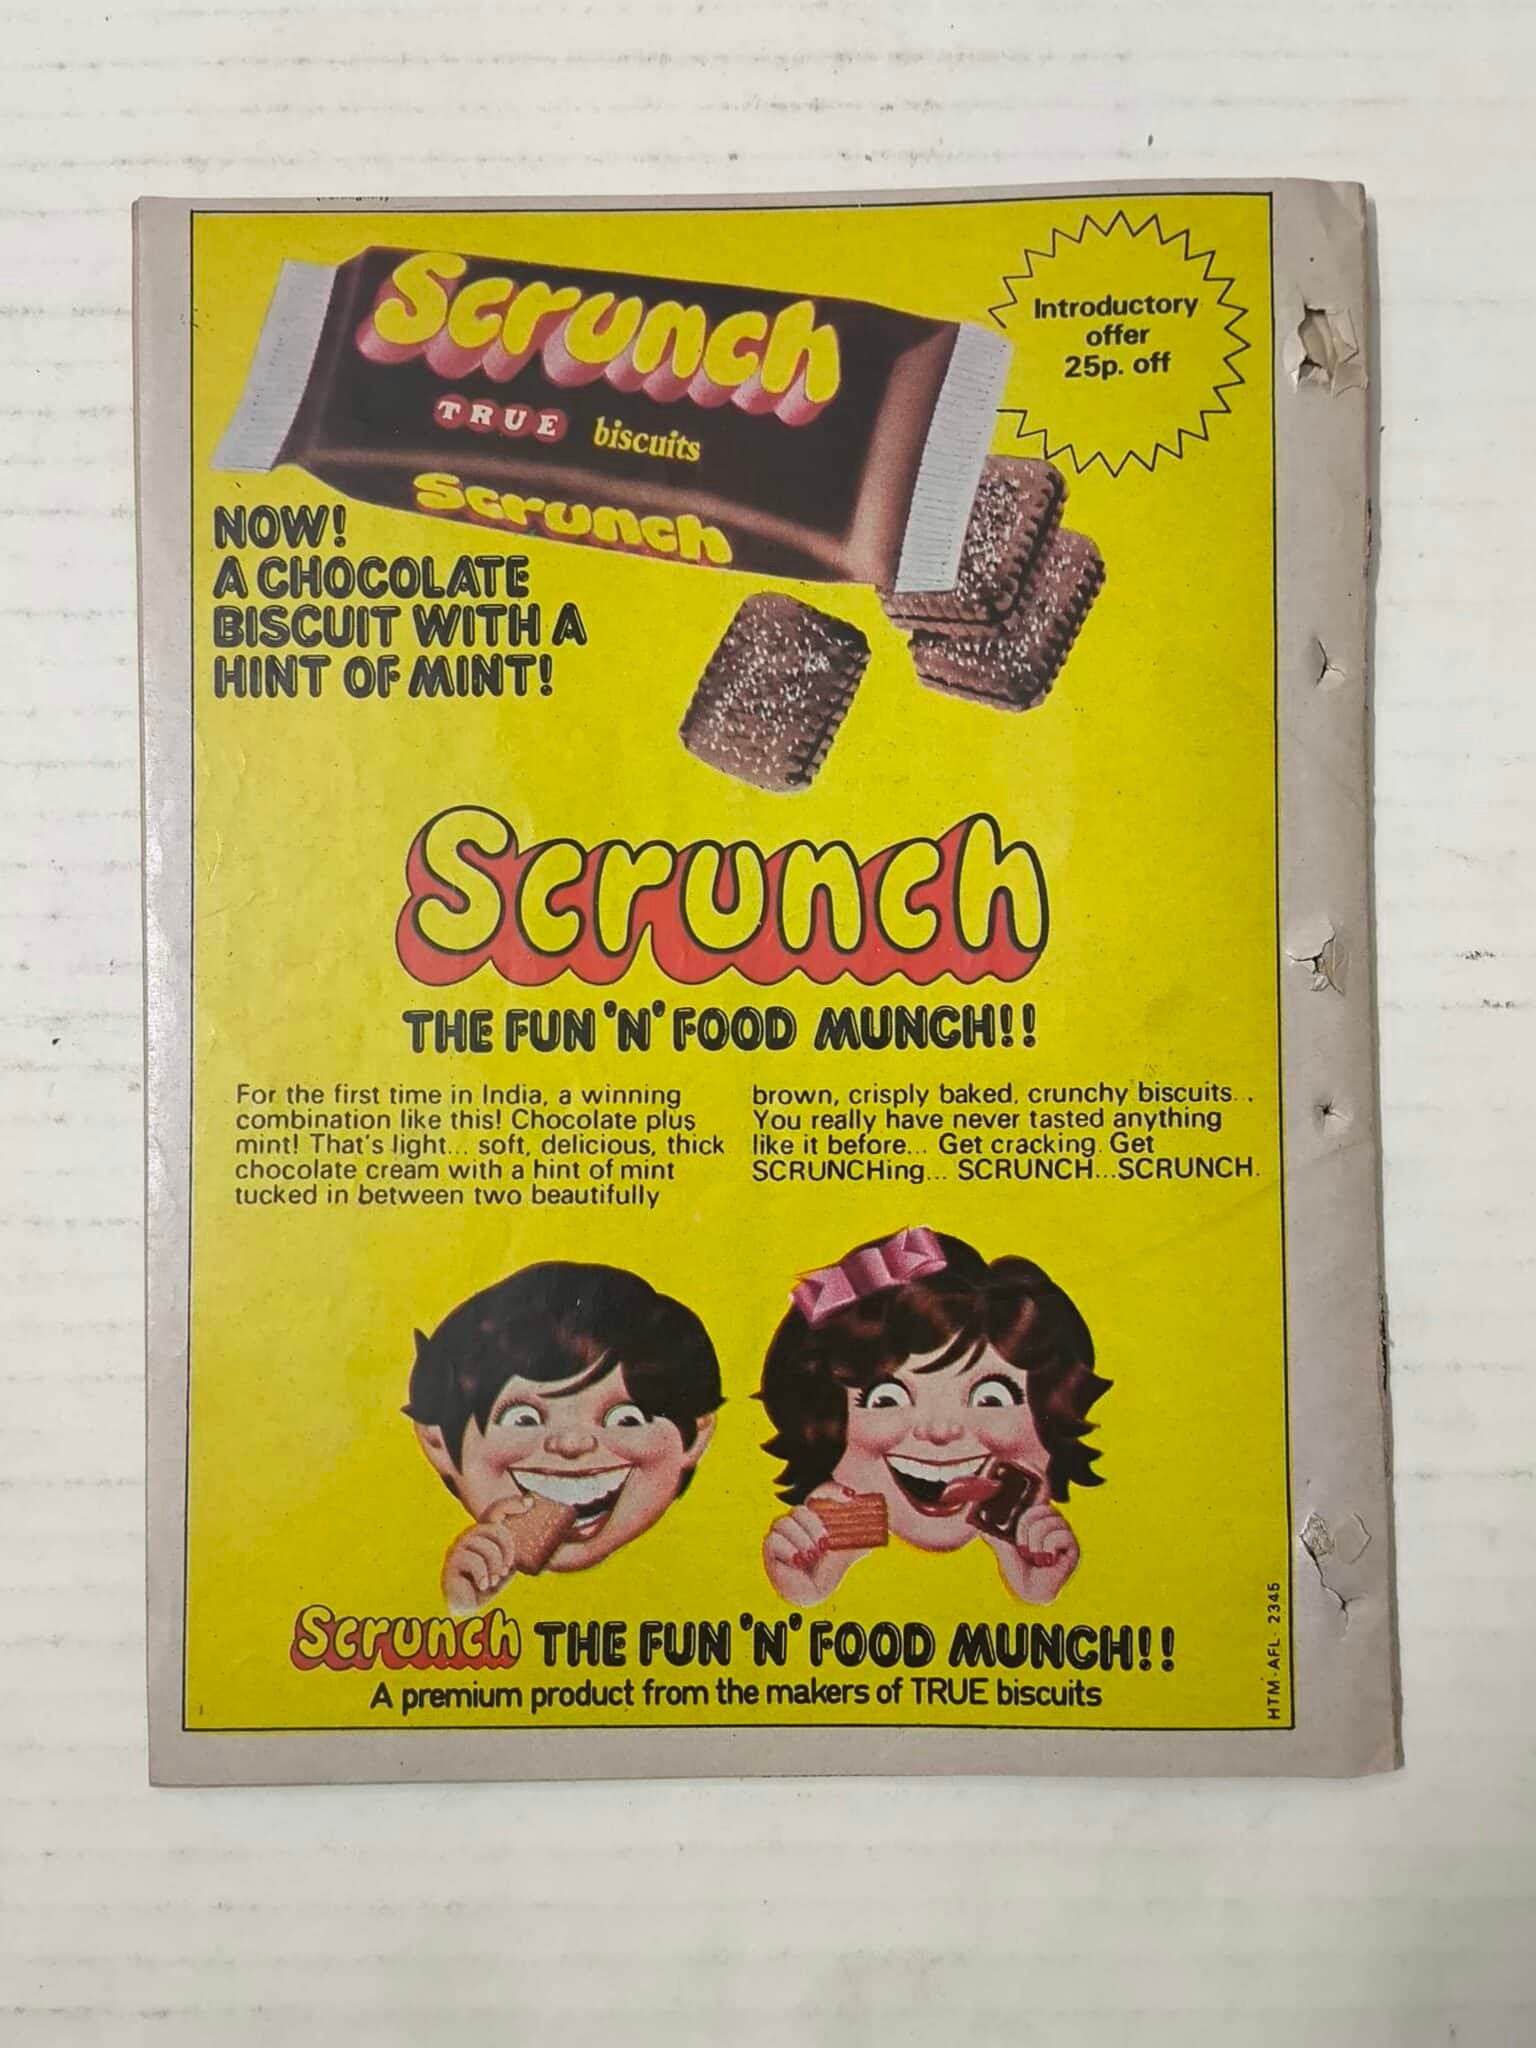 Scrunch
TRUE biscuits
Scrunch
Introductory
offer
25p. off
NOW!
A CHOCOLATE
BISCUIT WITH A
HINT OF MINT!
Scrunch
THE FUN 'N' FOOD MUNCH!!
For the first time in India, a winning
combination like this! Chocolate plus
mint! That's light... soft, delicious, thick
chocolate cream with a hint of mint
tucked in between two beautifully
brown, crisply baked, crunchy biscuits...
You really have never tasted anything
like it before... Get cracking. Get
SCRUNCHing... SCRUNCH...SCRUNCH.
Scrunch THE FUN 'N' FOOD MUNCH!!
A premium product from the makers of TRUE biscuits
HTM-AFL-2345